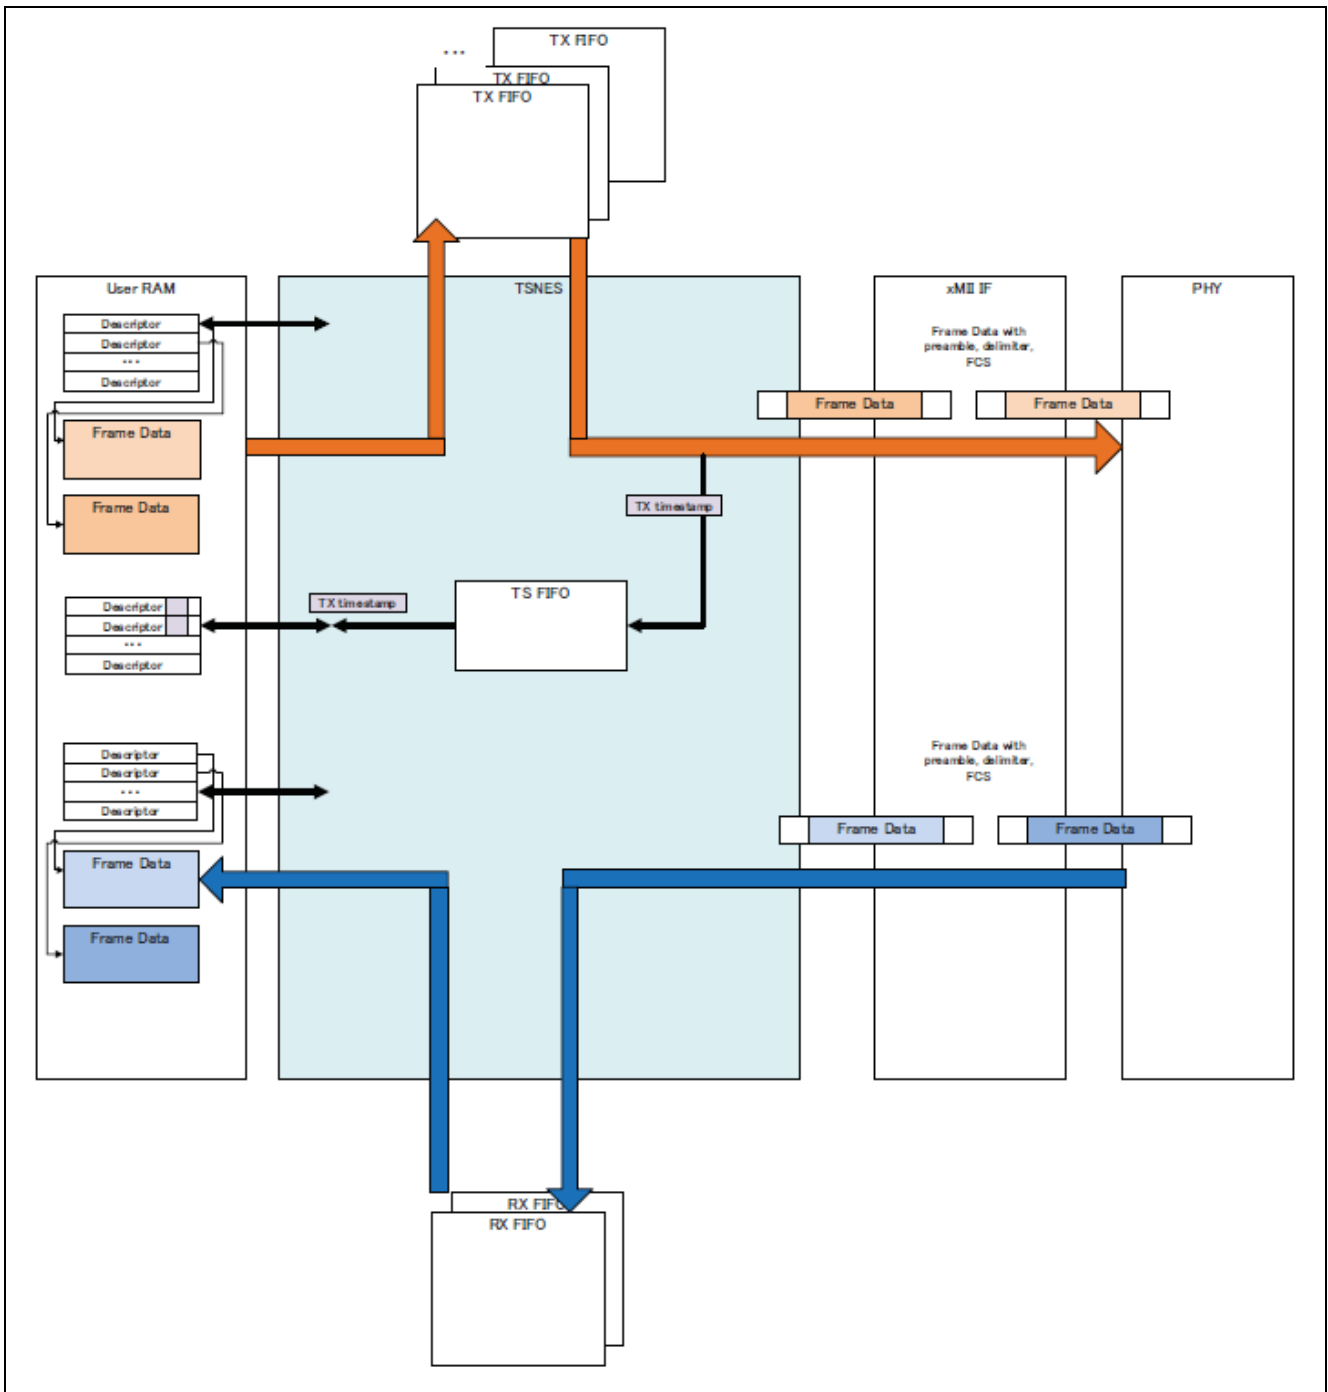 ...
TX FIFO
TX FIFO
TX FIFO
User RAM
TSNES
xMII IF
PHY
Descriptor
Descriptor
...
Descriptor
Frame Data with
preamble, delimiter,
FCS
Frame Data
Frame Data
Frame Data
Frame Data
TX timestamp
TS FIFO
TX timestamp
Descriptor
Descriptor
...
Descriptor
Frame Data with
preamble, delimiter,
FCS
Descriptor
Descriptor
...
Descriptor
Frame Data
Frame Data
Frame Data
Frame Data
RX FIFO
RX FIFO